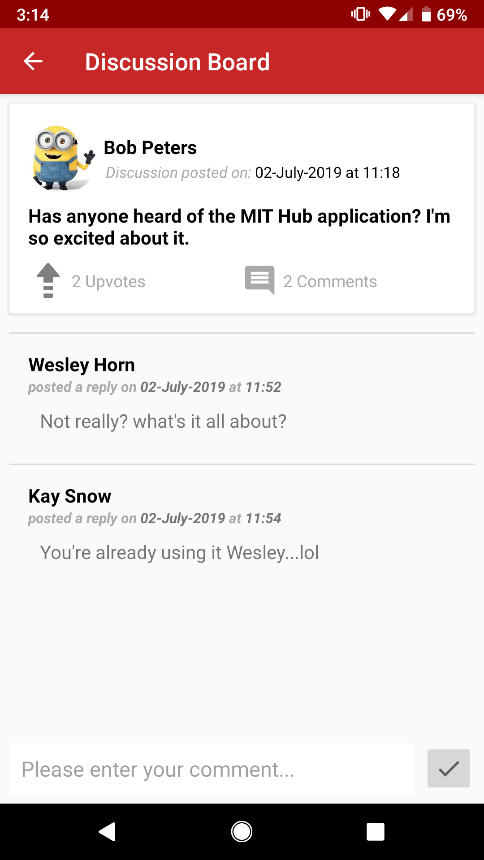 3:14
69%
Discussion Board
Bob Peters
Discussion posted on: 02-July-2019 at 11:18
Has anyone heard of the MIT Hub application? I'm
so excited about it.
2 Upvotes
2 Comments
Wesley Horn
posted a reply on 02-July-2019 at 11:52
Not really? what's it all about?
Kay Snow
posted a reply on 02-July-2019 at 11:54
You're already using it Wesley...lol
Please enter your comment...